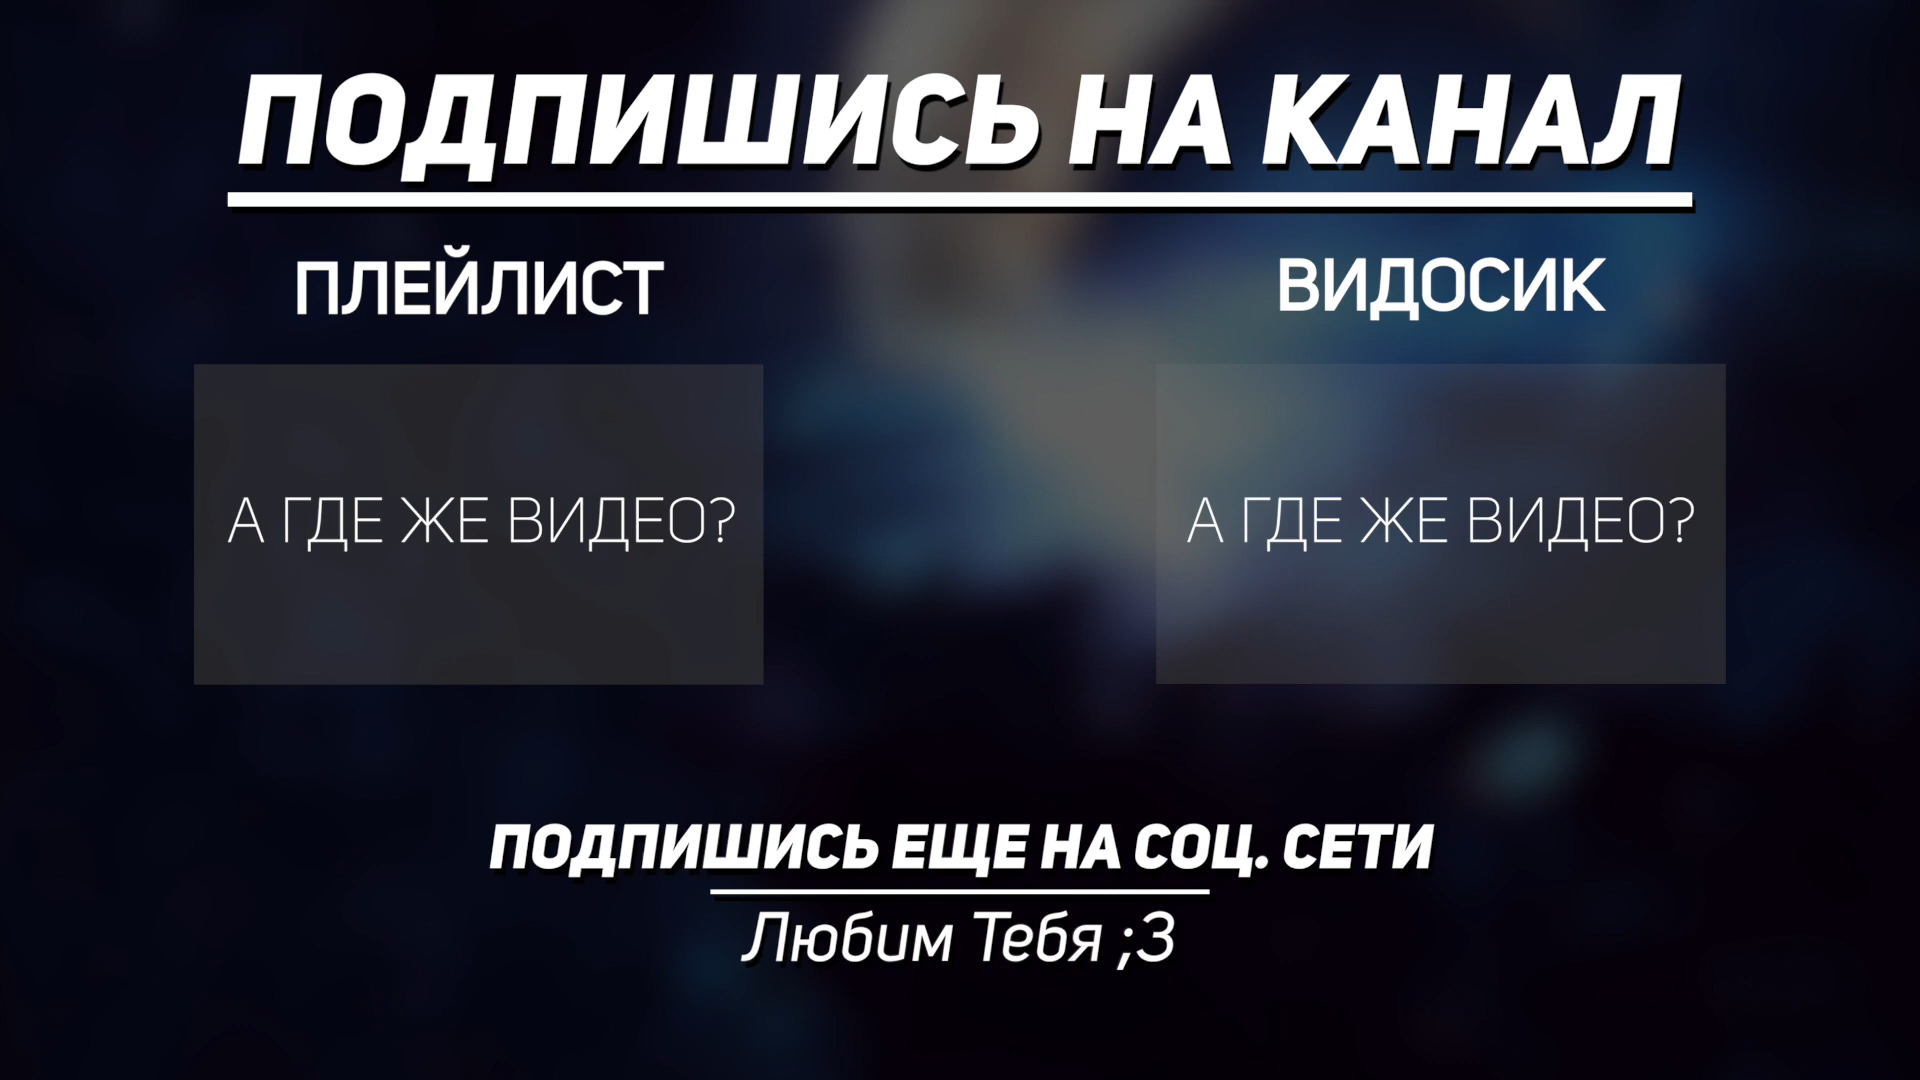 ПОДПИШИСЬ НА КАНАЛ
ПЛЕЙЛИСТ
ВИДОСИК
А ГДЕ ЖЕ ВИДЕО?
А ГДЕ ЖЕ ВИДЕО?
ПОДПИШИСЬ ЕЩЕ НА СОЦ. СЕТИ
Любим Тебя ;3